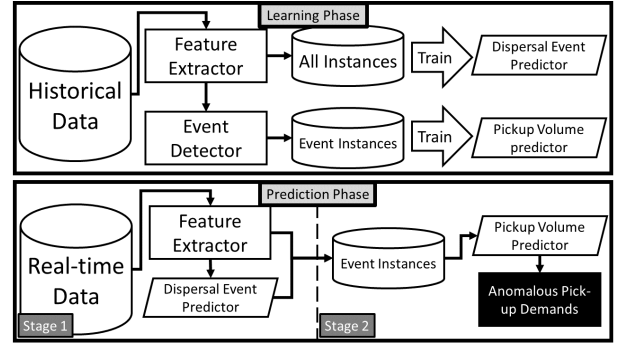 Learning Phase
Historical
Data
Feature
Extractor
All Instances
Train
Dispersal Event
Predictor
Event
Detector
Event Instances
Train
Pickup Volume
predictor
Prediction Phase
Real-time
Data
Feature
Extractor
Dispersal Event
Predictor
Event Instances
Pickup Volume
Predictor
Anomalous Pick-
up Demands
Stage 1
Stage 2